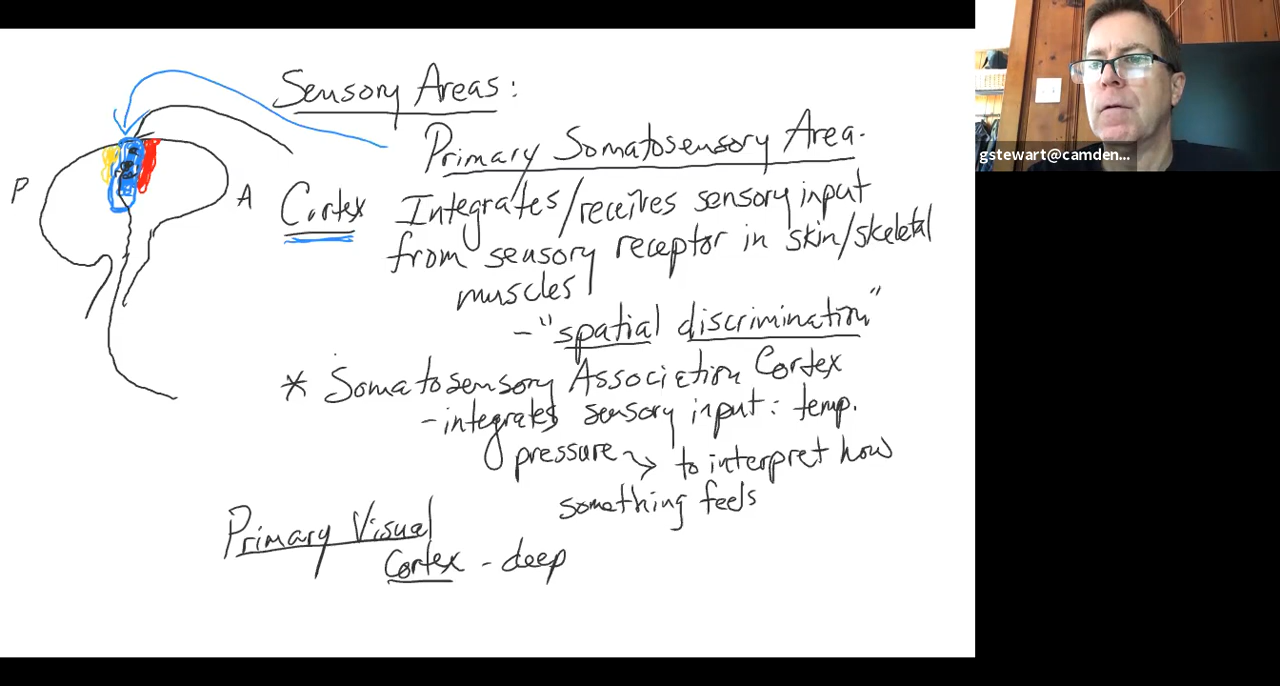 Sensory Areas:
Primary Somatosensory Area.
P
A
Cortex Integrates/receives sensory input
from sensory receptor in skin/skeletal
muscles
- "spatial discrimination"
* Somatosensory Association Cortex
- integrates sensory input: temp.
pressure → to interpret how
something feels
Primary Visual
Cortex - deep
gstewart@camden...